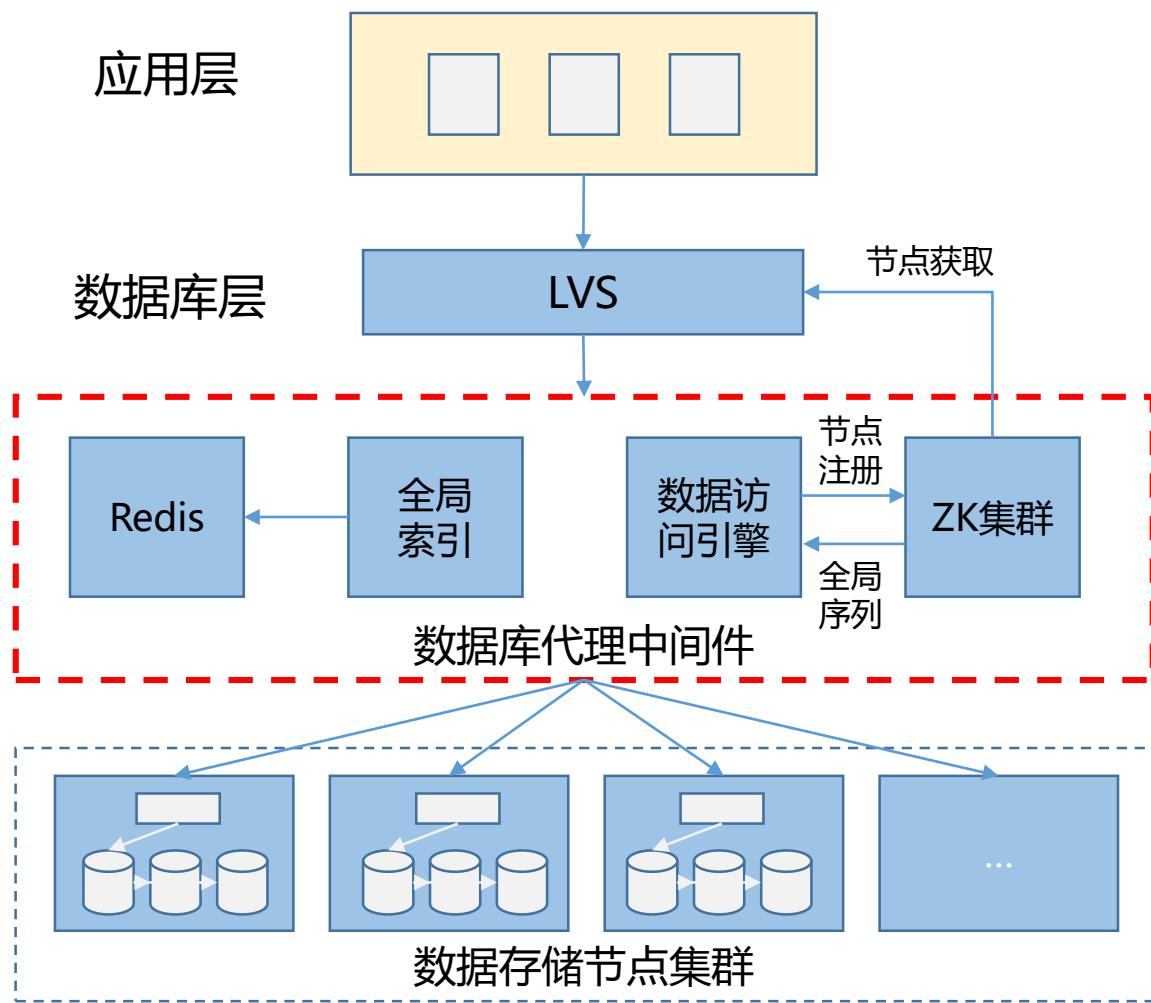 应用层
数据库层
LVS
节点获取
Redis
全局
索引
数据访
问引擎
节点
注册
全局
序列
ZK集群
数据库代理中间件
...
数据存储节点集群